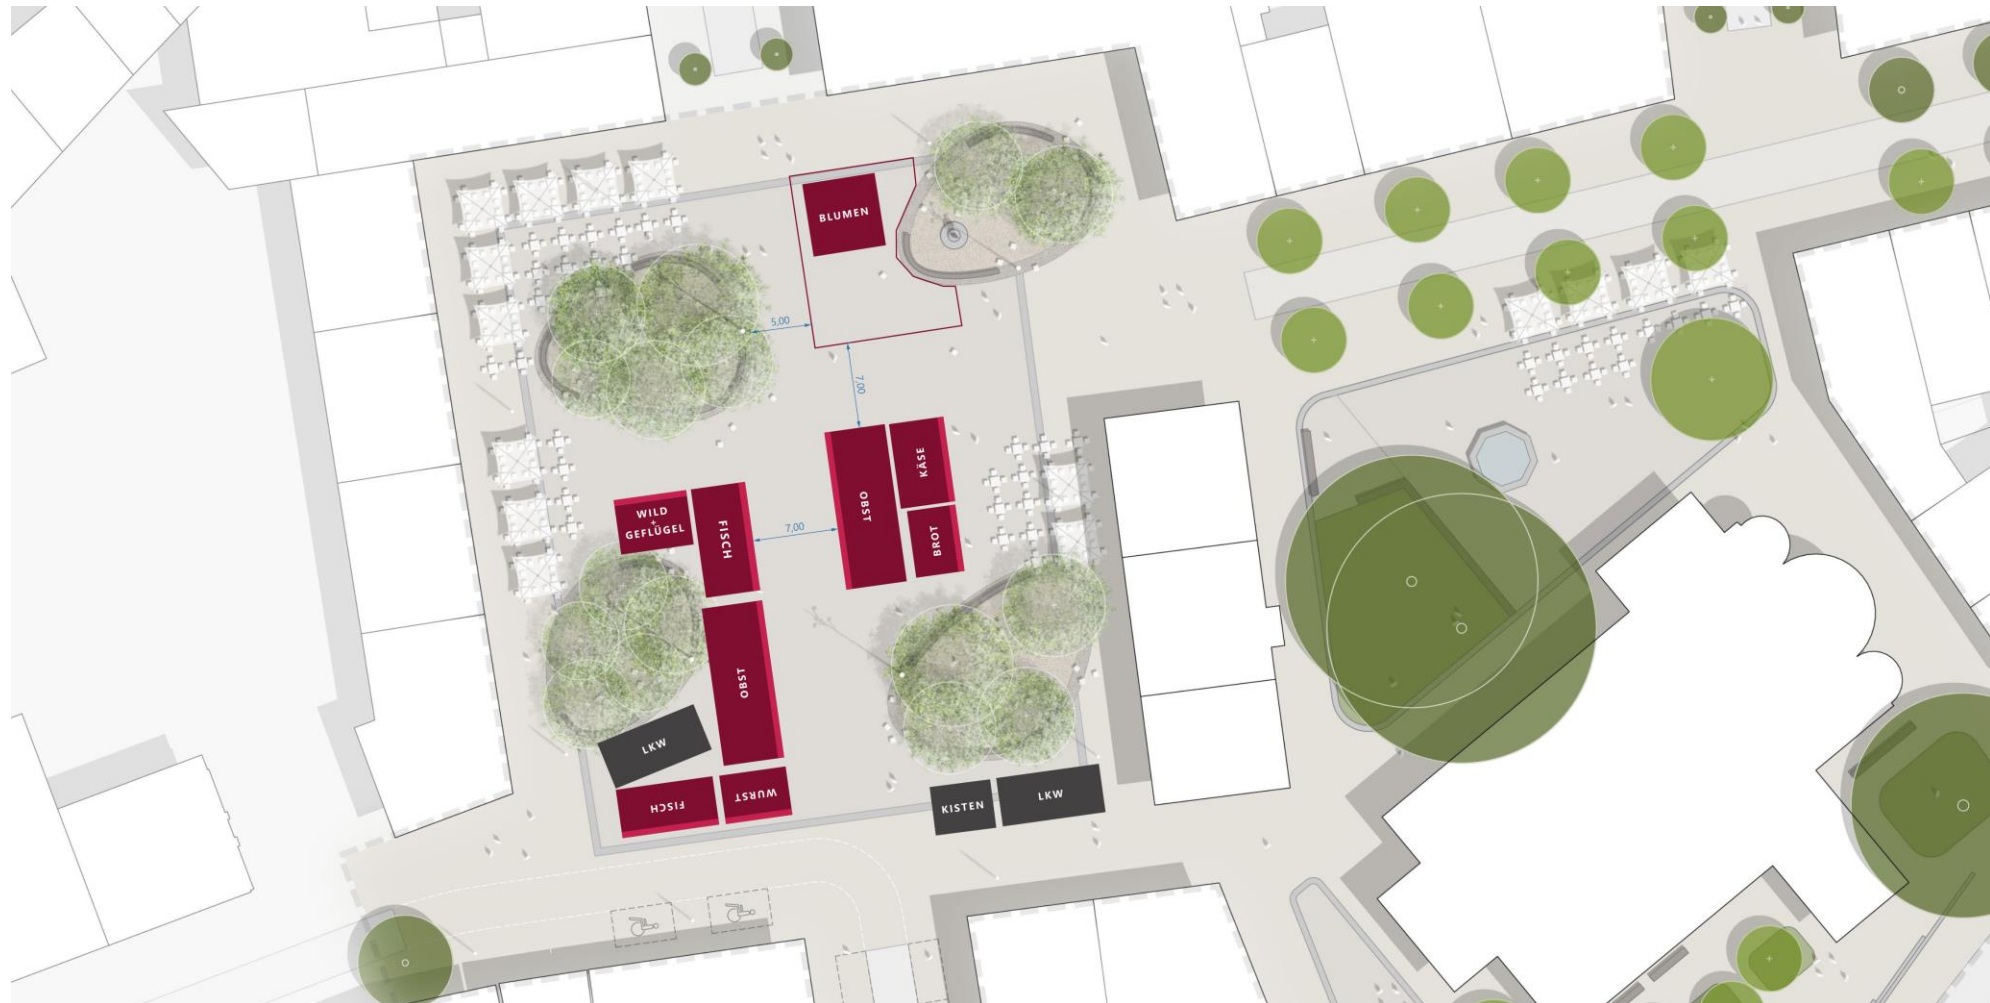 BLUMEN
5,00
7,00
OBST
KÄSE
BROT
WILD
+
GEFLÜGEL
FISCH
7,00
OBST
LKW
FISCH
WURST
KISTEN
LKW